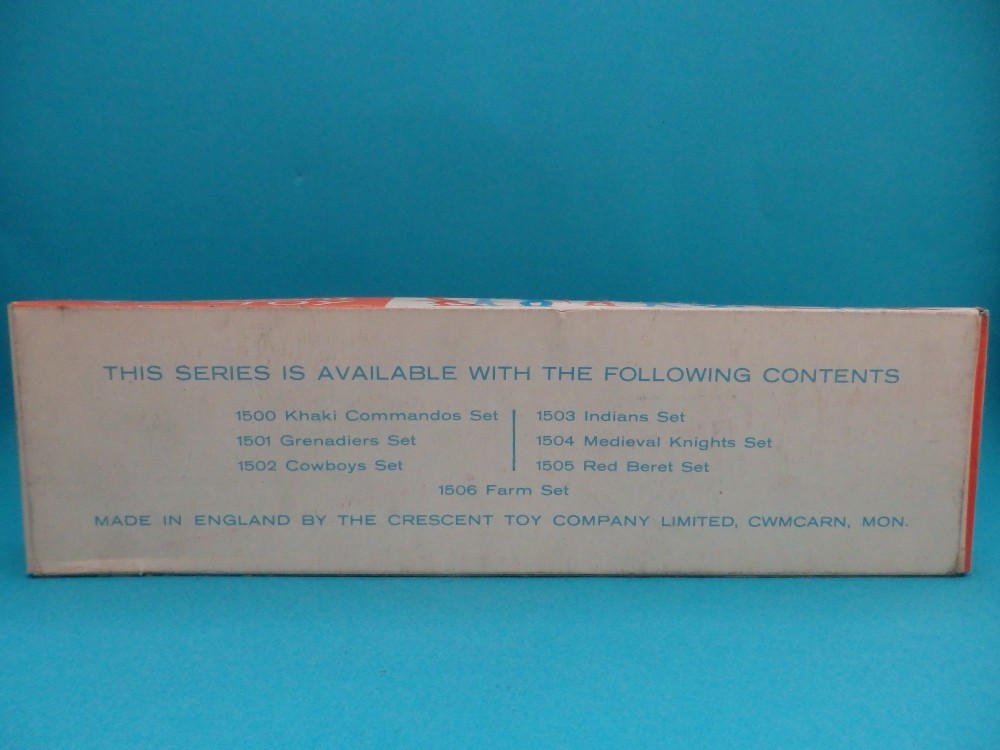 THIS SERIES IS AVAILABLE WITH THE FOLLOWING CONTENTS
1500 Khaki Commandos Set
1501 Grenadiers Set
1502 Cowboys Set
1503 Indians Set
1504 Medieval Knights Set
1505 Red Beret Set
1506 Farm Set
MADE IN ENGLAND BY THE CRESCENT TOY COMPANY LIMITED, CWMCARN, MON.